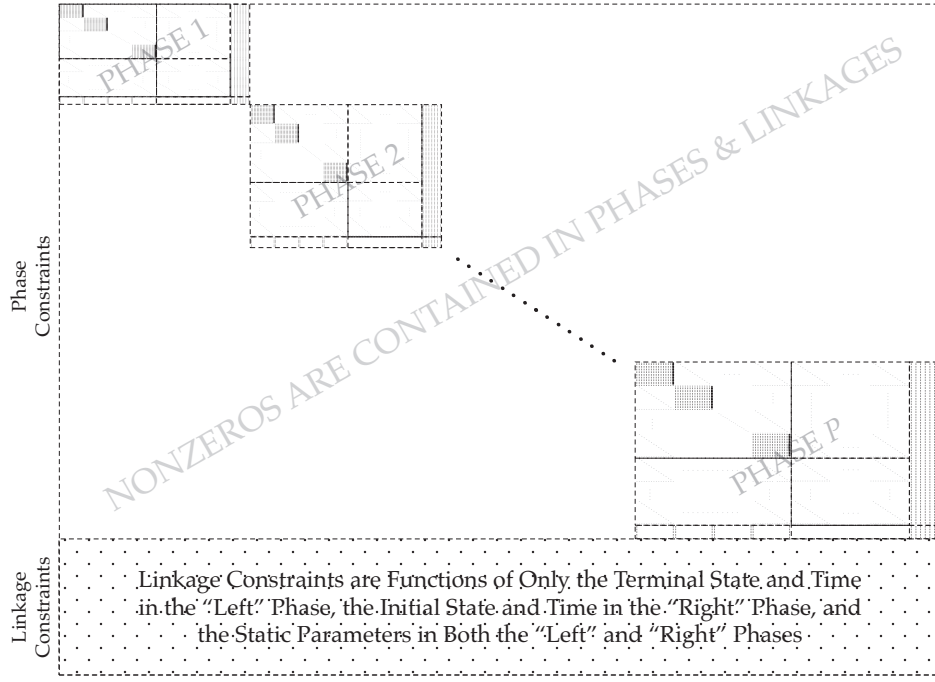 PHASE 1
PHASE 2
NONZEROS ARE CONTAINED IN PHASES & LINKAGES
Phase
Constraints
PHASE P
Linkage
Constraints
Linkage Constraints are Functions of Only the Terminal State and Time
in the “Left” Phase, the Initial State and Time in the “Right” Phase, and
the Static Parameters in Both the “Left” and “Right” Phases